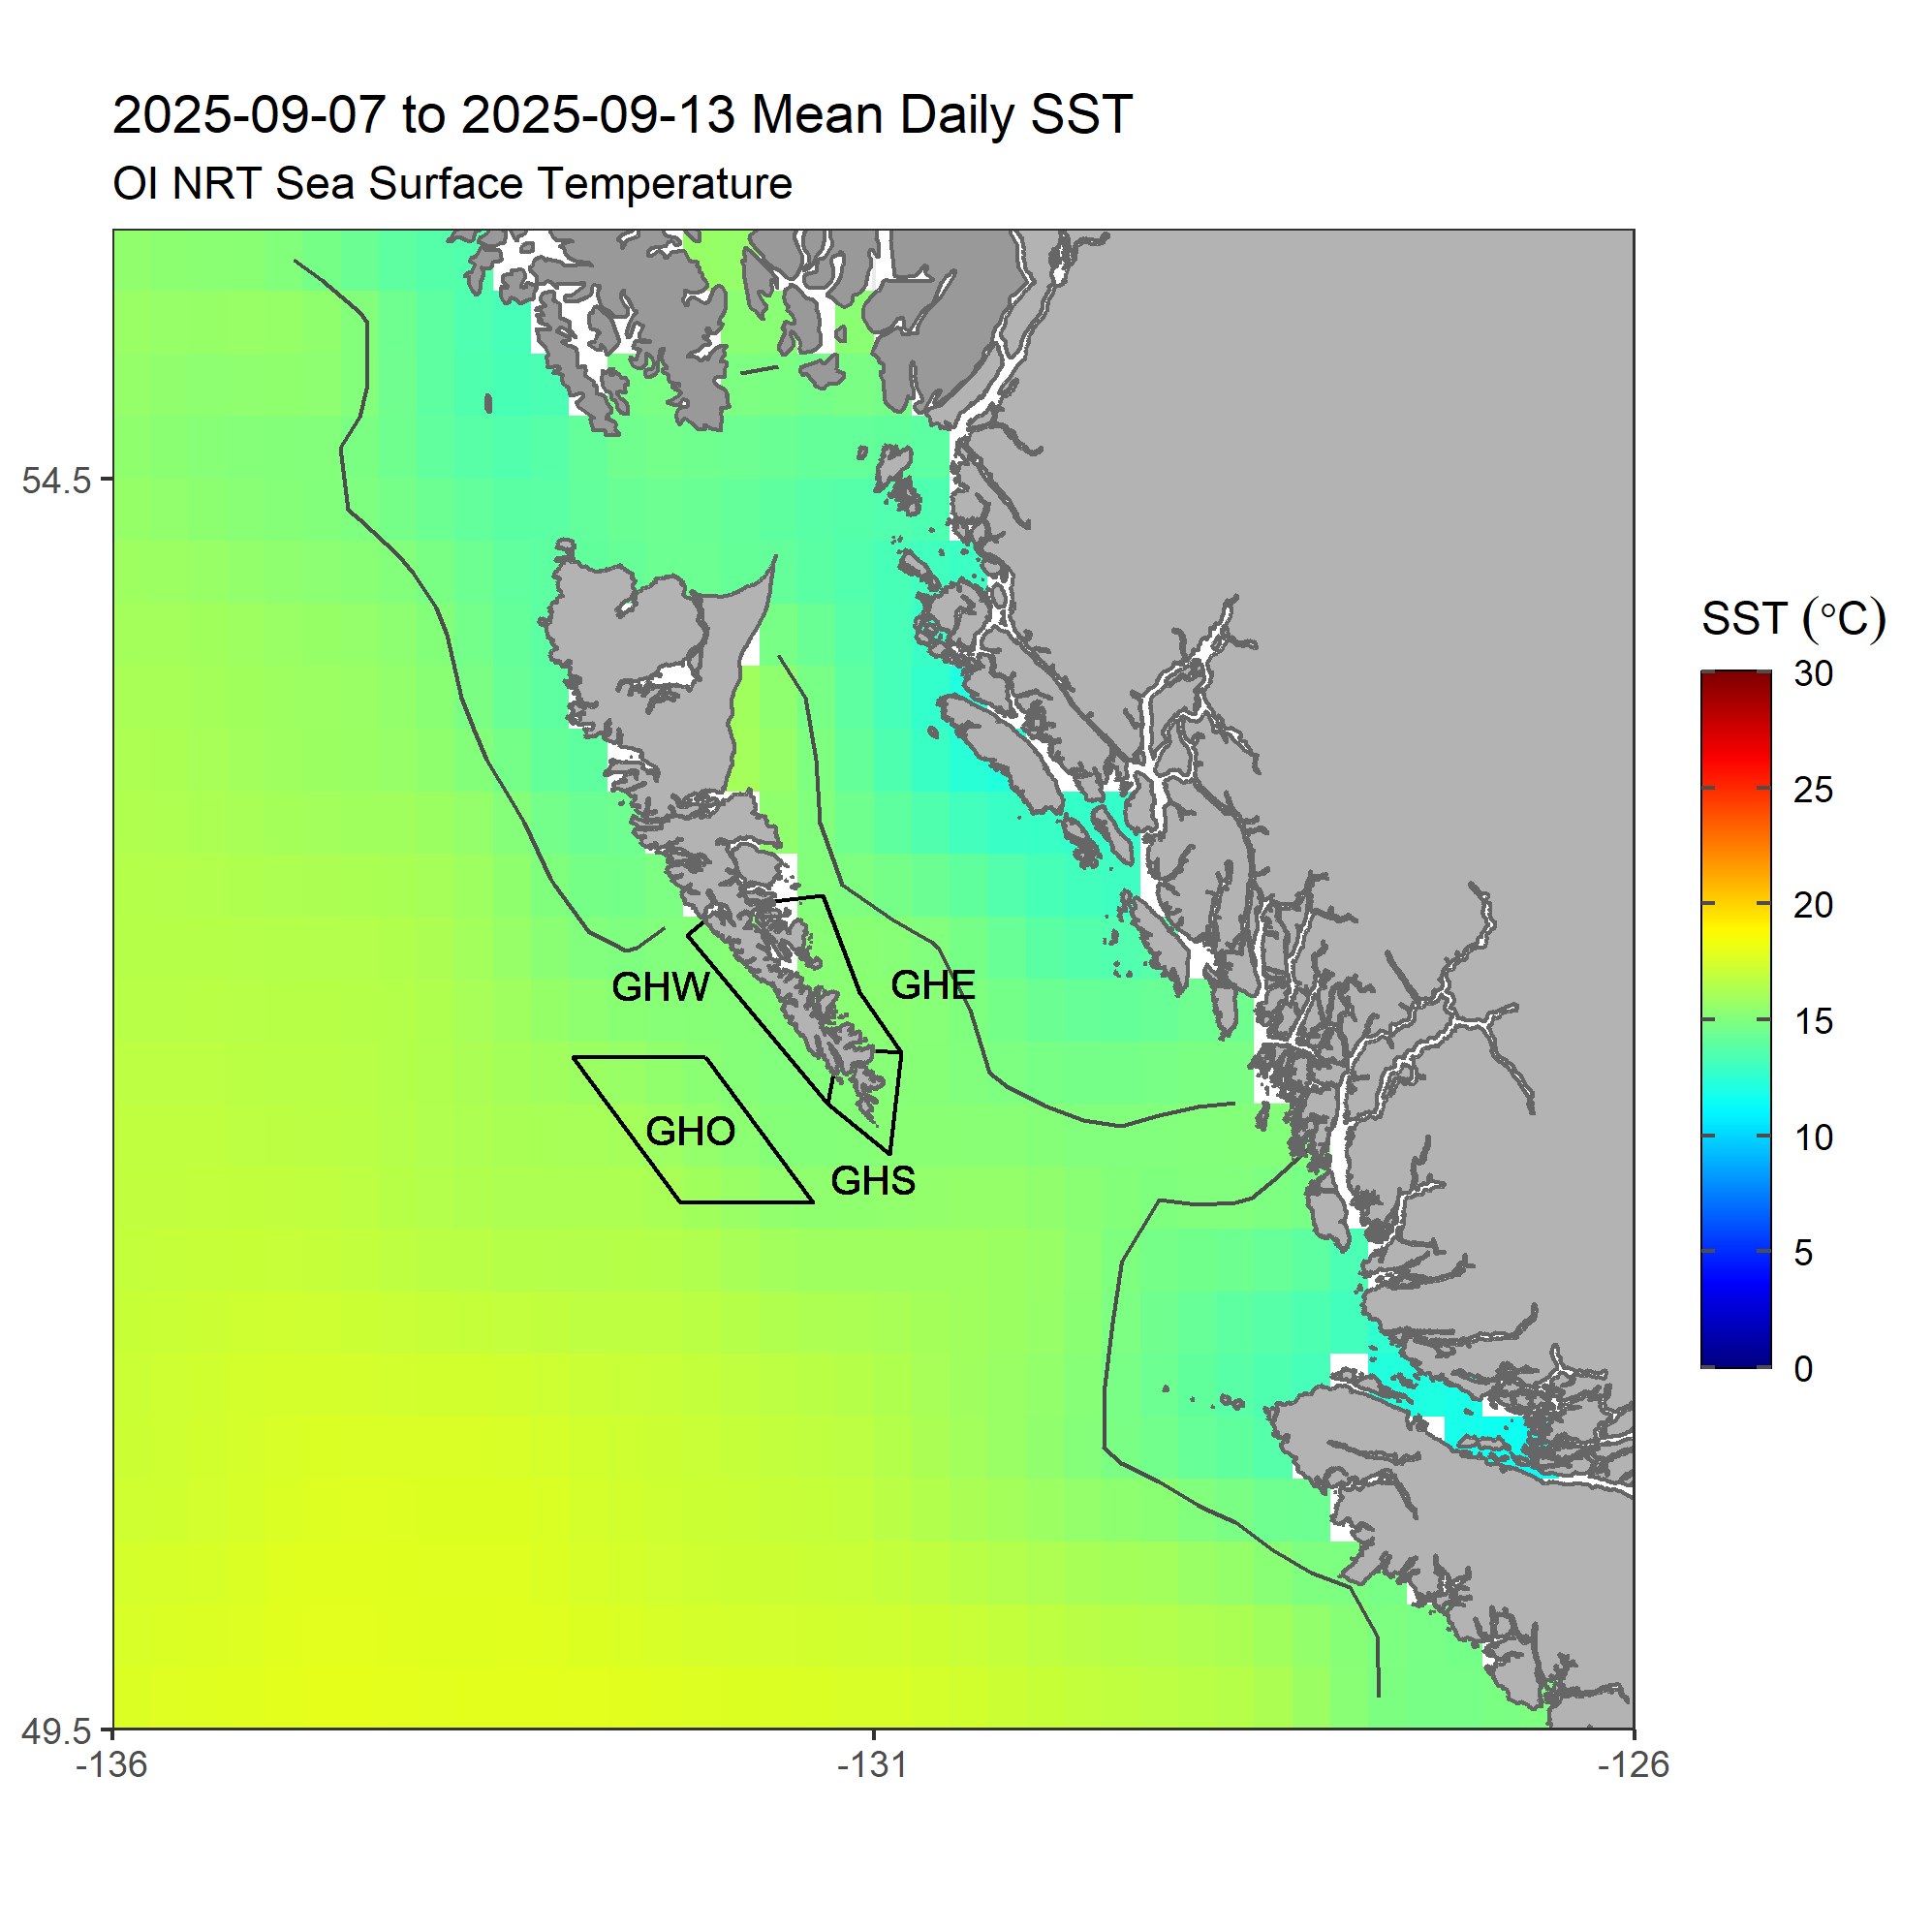 2025-09-07 to 2025-09-13 Mean Daily SST
OI NRT Sea Surface Temperature
54.5
49.5
-136
-131
-126
GHW
GHE
GHO
GHS
SST (°C)
30
25
20
15
10
5
0